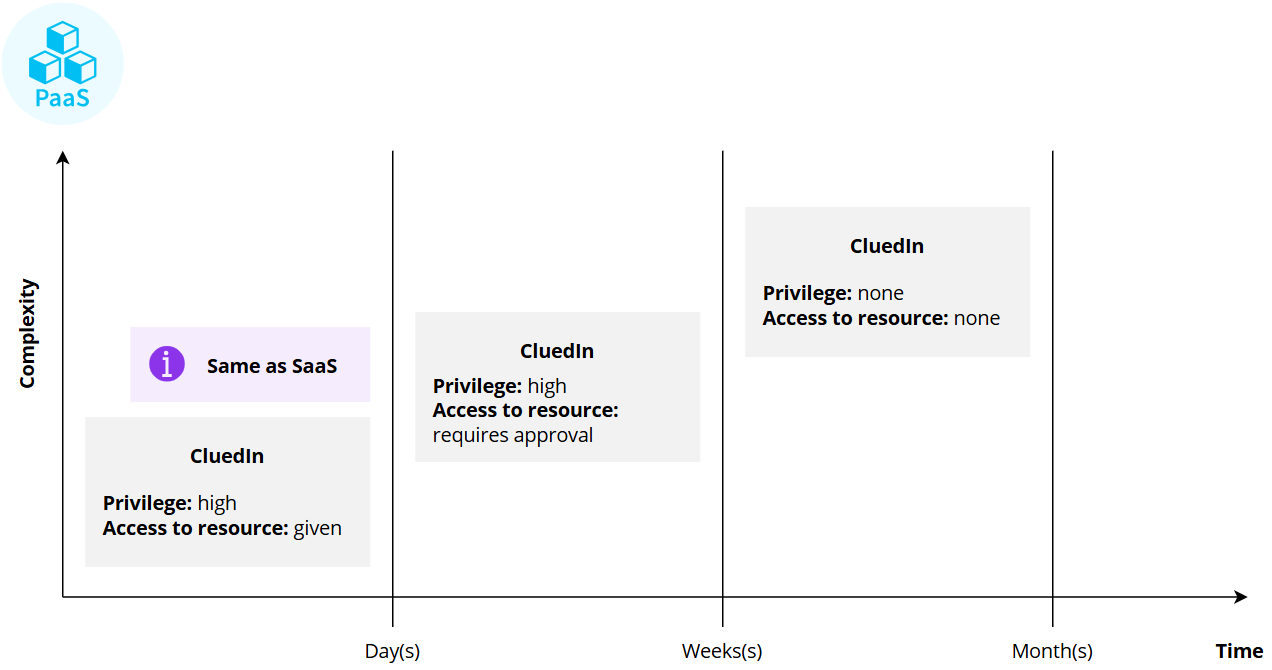 PaaS
Complexity
Same as SaaS
CluedIn
Privilege: high
Access to resource: given
CluedIn
Privilege: high
Access to resource:
requires approval
CluedIn
Privilege: none
Access to resource: none
Day(s)
Weeks(s)
Month(s)
Time